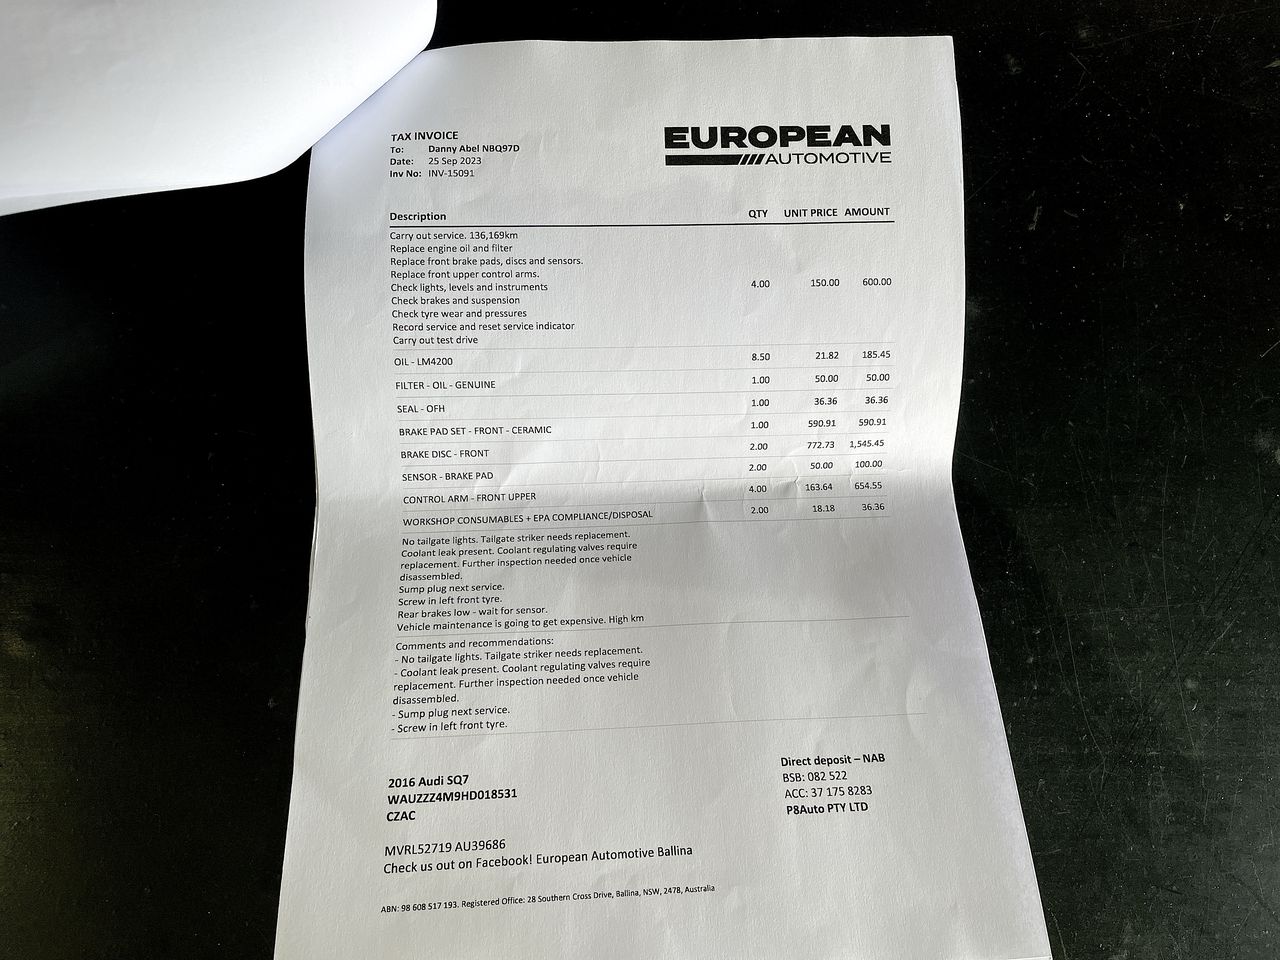 TAX INVOICE
To: Danny Abel NBQ97D
Date: 25 Sep 2023
Inv No: INV-15091
EUROPEAN
AUTOMOTIVE
Description QTY UNIT PRICE AMOUNT
Carry out service. 136,169km
Replace engine oil and filter
Replace front brake pads, discs and sensors.
Replace front upper control arms.
Check lights, levels and instruments 4.00 150.00 600.00
Check brakes and suspension
Check tyre wear and pressures
Record service and reset service indicator
Carry out test drive
OIL - LM4200 8.50 21.82 185.45
FILTER - OIL - GENUINE 1.00 50.00 50.00
SEAL - OFH 1.00 36.36 36.36
BRAKE PAD SET - FRONT - CERAMIC 1.00 590.91 590.91
BRAKE DISC - FRONT 2.00 772.73 1,545.45
SENSOR - BRAKE PAD 2.00 50.00 100.00
CONTROL ARM - FRONT UPPER 4.00 163.64 654.55
WORKSHOP CONSUMABLES + EPA COMPLIANCE/DISPOSAL 2.00 18.18 36.36
No tailgate lights. Tailgate striker needs replacement.
Coolant leak present. Coolant regulating valves require
replacement. Further inspection needed once vehicle
disassembled.
Sump plug next service.
Screw in left front tyre.
Rear brakes low - wait for sensor.
Vehicle maintenance is going to get expensive. High km
Comments and recommendations:
- No tailgate lights. Tailgate striker needs replacement.
- Coolant leak present. Coolant regulating valves require
replacement. Further inspection needed once vehicle
disassembled.
- Sump plug next service.
- Screw in left front tyre.
2016 Audi SQ7
WAUZZZ4M9HD018531
CZAC
Direct deposit – NAB
BSB: 082 522
ACC: 37 175 8283
P8Auto PTY LTD
MVRL52719 AU39686
Check us out on Facebook! European Automotive Ballina
ABN: 98 608 517 193. Registered Office: 28 Southern Cross Drive, Ballina, NSW, 2478, Australia